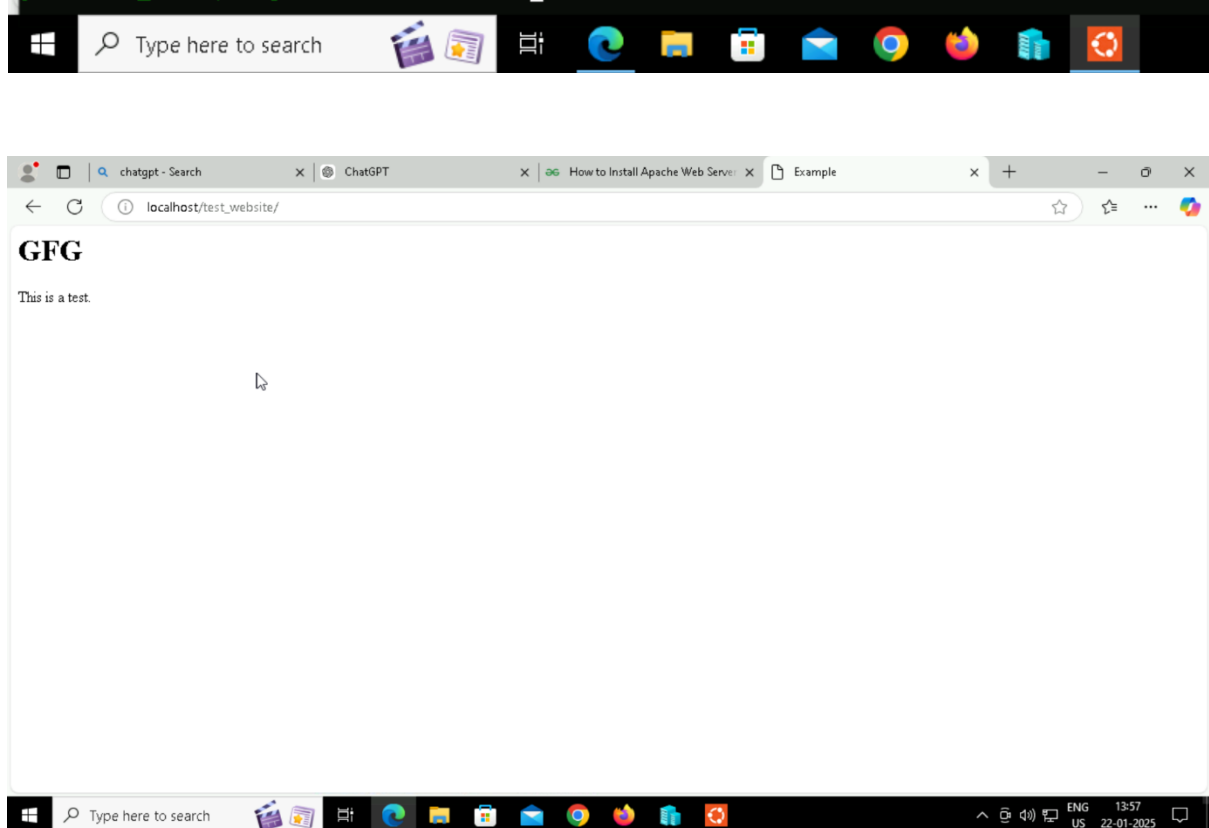 Type here to search
chatgpt - Search
ChatGPT
How to Install Apache Web Server
Example
localhost/test_website/
GFG
This is a test.
Type here to search
ENG
US
13:57
22-01-2025